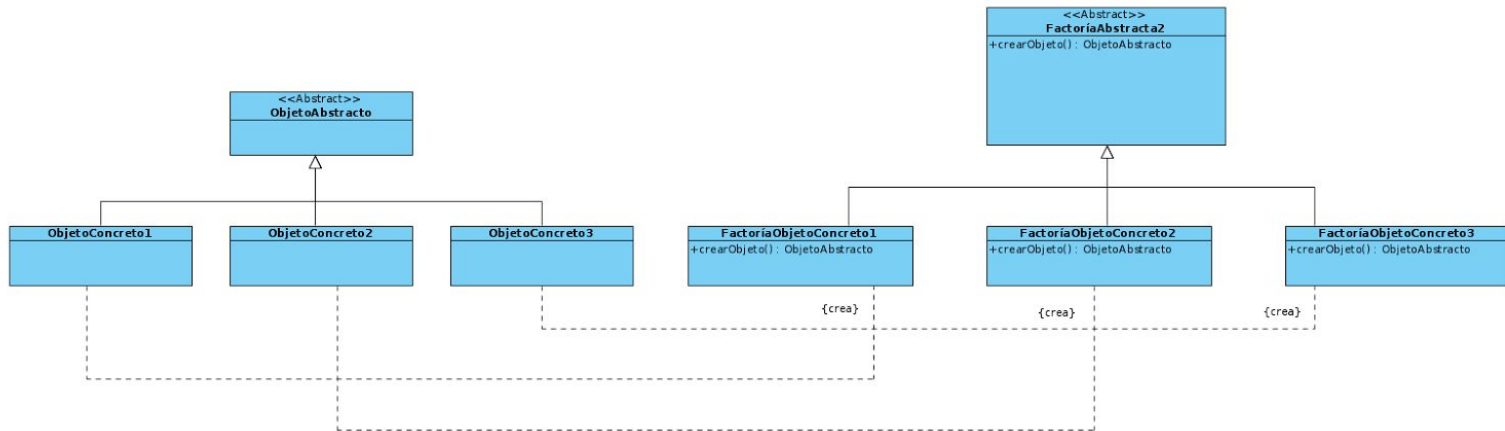 <<Abstract>>
FactoríaAbstracta2
+crearObjeto() : ObjetoAbstracto
<<Abstract>>
ObjetoAbstracto
ObjetoConcreto1
ObjetoConcreto2
ObjetoConcreto3
FactoríaObjetoConcreto1
+crearObjeto() : ObjetoAbstracto
FactoríaObjetoConcreto2
+crearObjeto() : ObjetoAbstracto
FactoríaObjetoConcreto3
+crearObjeto() : ObjetoAbstracto
{crea}
{crea}
{crea}